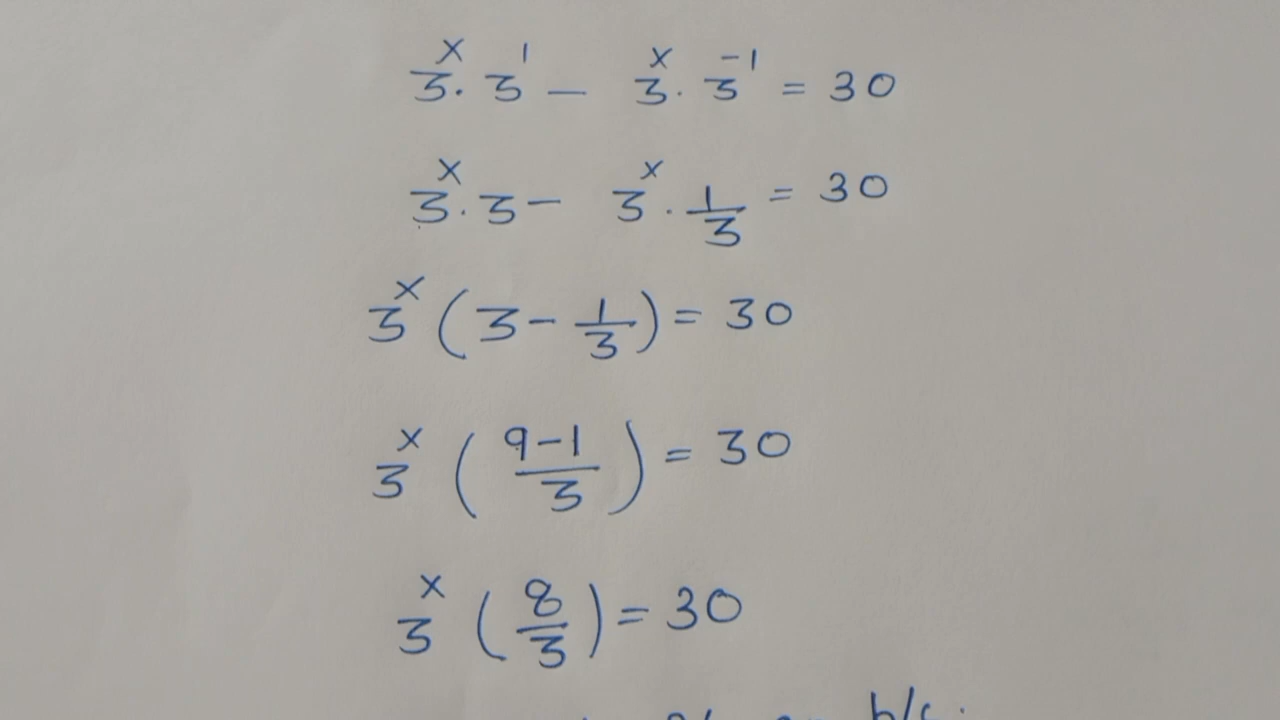 3^x · 3^1 – 3^x · 3^-1 = 30
3^x · 3 – 3^x · 1/3 = 30
3^x (3 - 1/3) = 30
3^x ((9-1)/3) = 30
3^x (8/3) = 30
b/s.